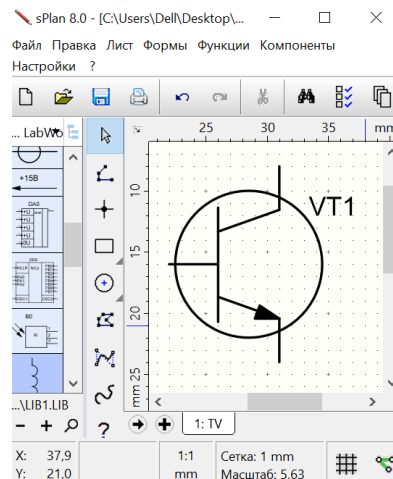 sPlan 8.0 - [C:\Users\Dell\Desktop\...
Файл Правка Лист Формы Функции Компоненты
Настройки ?
... LabWo
25 30 35 mm
+15B
DA0
10
VT1
15
20
B0
mm 25
...\LIB1.LIB
1: TV
X: 37,9
Y: 21,0
1:1
mm
Сетка: 1 mm
Масштаб: 5.63